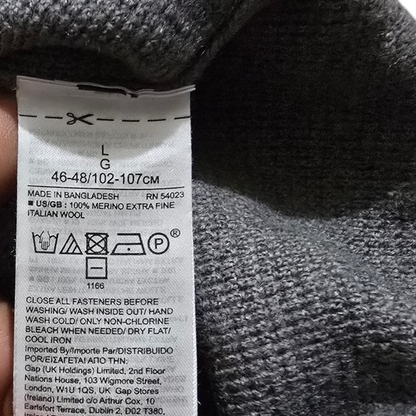 L
G
46-48/102-107CM
MADE IN BANGLADESH RN 54023
■ US/GB: 100% MERINO EXTRA FINE
ITALIAN WOOL
P
1166
CLOSE ALL FASTENERS BEFORE
WASHING/ WASH INSIDE OUT/ HAND
WASH COLD/ ONLY NON-CHLORINE
BLEACH WHEN NEEDED/ DRY FLAT/
COOL IRON
Imported By/Importe Par/DISTRIBUIDO
POR/ΕΙΣΑΓΕΤΑΙ ΑΠΟ ΤΗΝ:
Gap (UK Holdings) Limited, 2nd Floor
Nations House, 103 Wigmore Street,
London, W1U 1QS, UK; Gap Stores
(Ireland) Limited c/o Arthur Cox, 10
Earlsfort Terrace, Dublin 2, D02 T380,